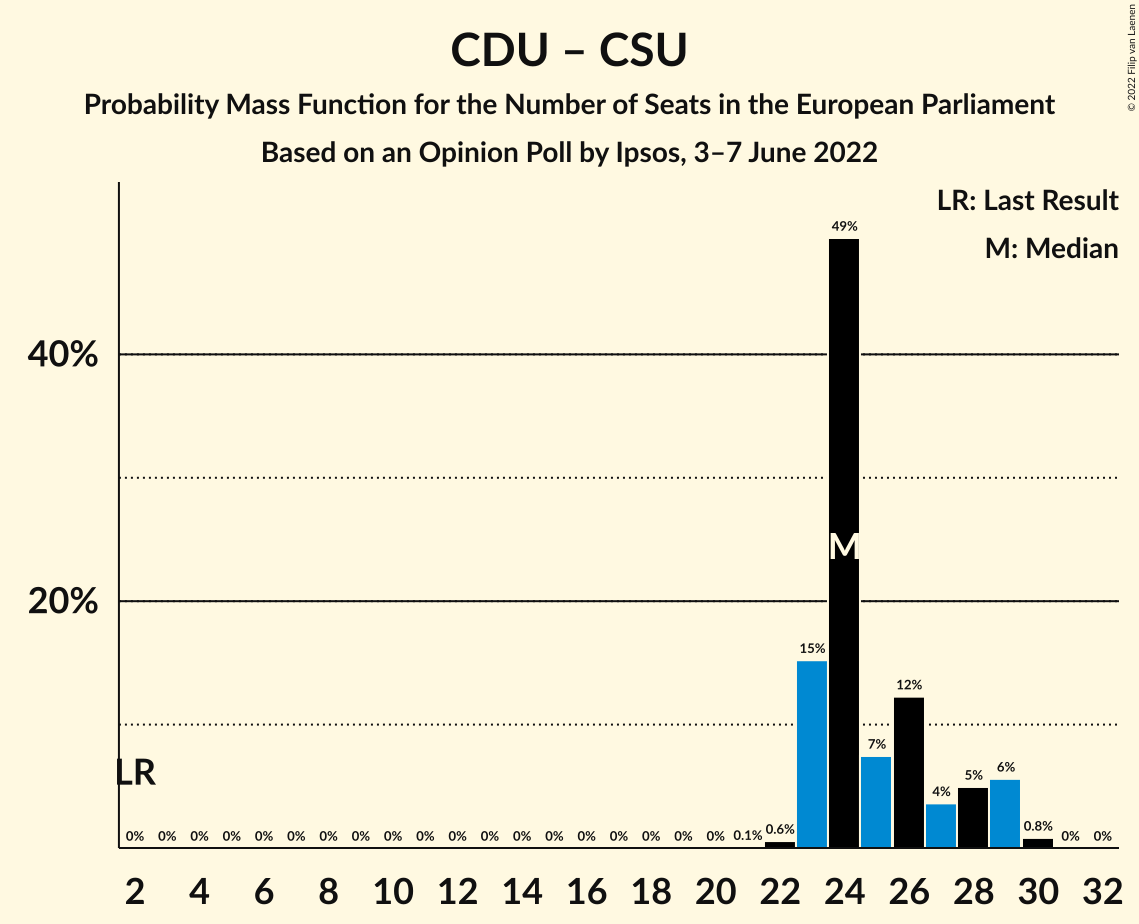 © 2022 Filip van Laenen
CDU – CSU
Probability Mass Function for the Number of Seats in the European Parliament
Based on an Opinion Poll by Ipsos, 3–7 June 2022
LR: Last Result
M: Median
49%
40%
M
20%
15%
12%
7%
4%
5%
6%
LR
0% 0% 0% 0% 0% 0% 0% 0% 0% 0% 0% 0% 0% 0% 0% 0% 0% 0% 0% 0.1% 0.6% 0.8% 0% 0%
2 4 6 8 10 12 14 16 18 20 22 24 26 28 30 32